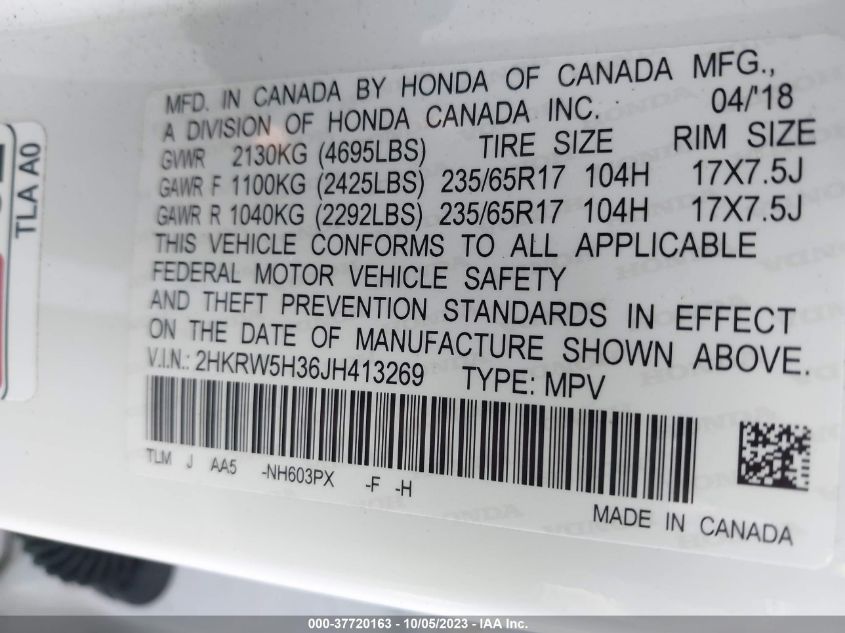 MFD. IN CANADA BY HONDA OF CANADA MFG.,
A DIVISION OF HONDA CANADA INC. 04/'18
GVWR 2130KG (4695LBS) TIRE SIZE RIM SIZE
GAWR F 1100KG (2425LBS) 235/65R17 104H 17X7.5J
GAWR R 1040KG (2292LBS) 235/65R17 104H 17X7.5J
THIS VEHICLE CONFORMS TO ALL APPLICABLE
FEDERAL MOTOR VEHICLE SAFETY
AND THEFT PREVENTION STANDARDS IN EFFECT
ON THE DATE OF MANUFACTURE SHOWN ABOVE.
V.I.N.: 2HKRW5H36JH413269 TYPE: MPV
TLM J AA5 -NH603PX -F -H
MADE IN CANADA
TLA A0
000-37720163 - 10/05/2023 - IAA, Inc.